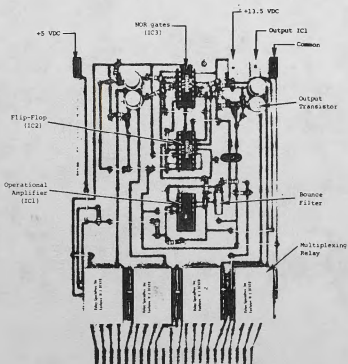 NOR gates
(IC3)
+13.5 VDC
+5 VDC
Output IC1
Common
Output
Transistor
Flip-Flop
(IC2)
Operational
Amplifier
(IC1)
Bounce
Filter
Multiplexing
Relay